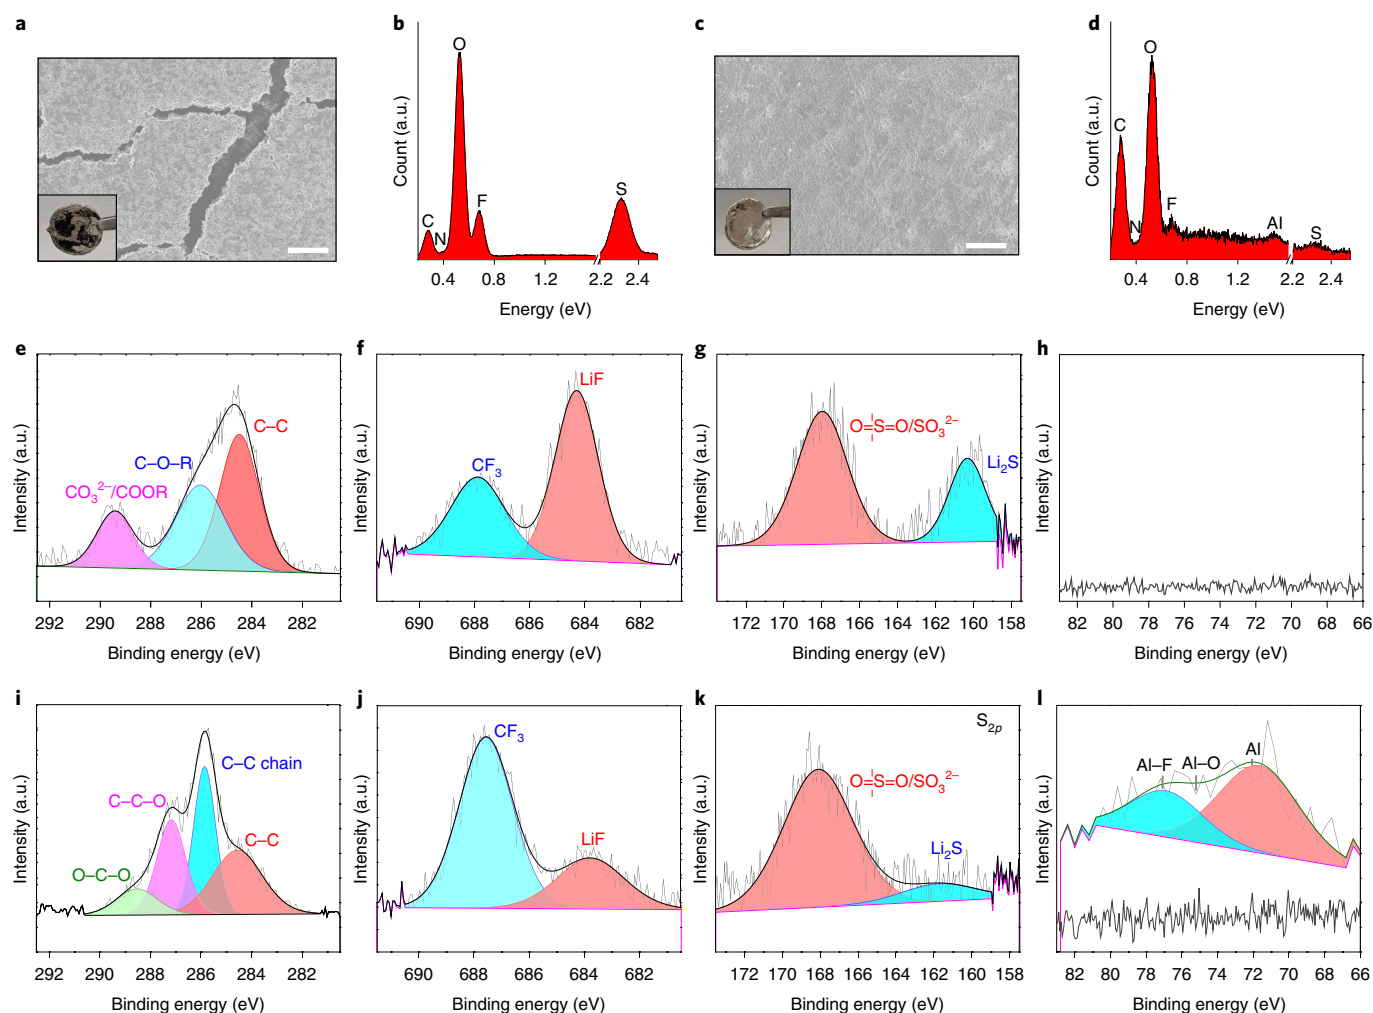 a
b
c
d
O
C
N
F
S
Count (a.u.)
0.4 0.8 1.2 2.2 2.4
Energy (eV)
O
C
N
F
Al
S
Count (a.u.)
0.4 0.8 1.2 2.2 2.4
Energy (eV)
e
C–C
C–O–R
CO₃²⁻/COOR
Intensity (a.u.)
292 290 288 286 284 282
Binding energy (eV)
f
LiF
CF₃
Intensity (a.u.)
690 688 686 684 682
Binding energy (eV)
g
O=S=O/SO₃²⁻
Li₂S
Intensity (a.u.)
172 170 168 166 164 162 160 158
Binding energy (eV)
h
Intensity (a.u.)
82 80 78 76 74 72 70 68 66
Binding energy (eV)
i
C–C chain
C–C–O
C–C
O–C–O
Intensity (a.u.)
292 290 288 286 284 282
Binding energy (eV)
j
CF₃
LiF
Intensity (a.u.)
690 688 686 684 682
Binding energy (eV)
k
S₂ₚ
O=S=O/SO₃²⁻
Li₂S
Intensity (a.u.)
172 170 168 166 164 162 160 158
Binding energy (eV)
l
Al–F Al–O Al
Intensity (a.u.)
82 80 78 76 74 72 70 68 66
Binding energy (eV)